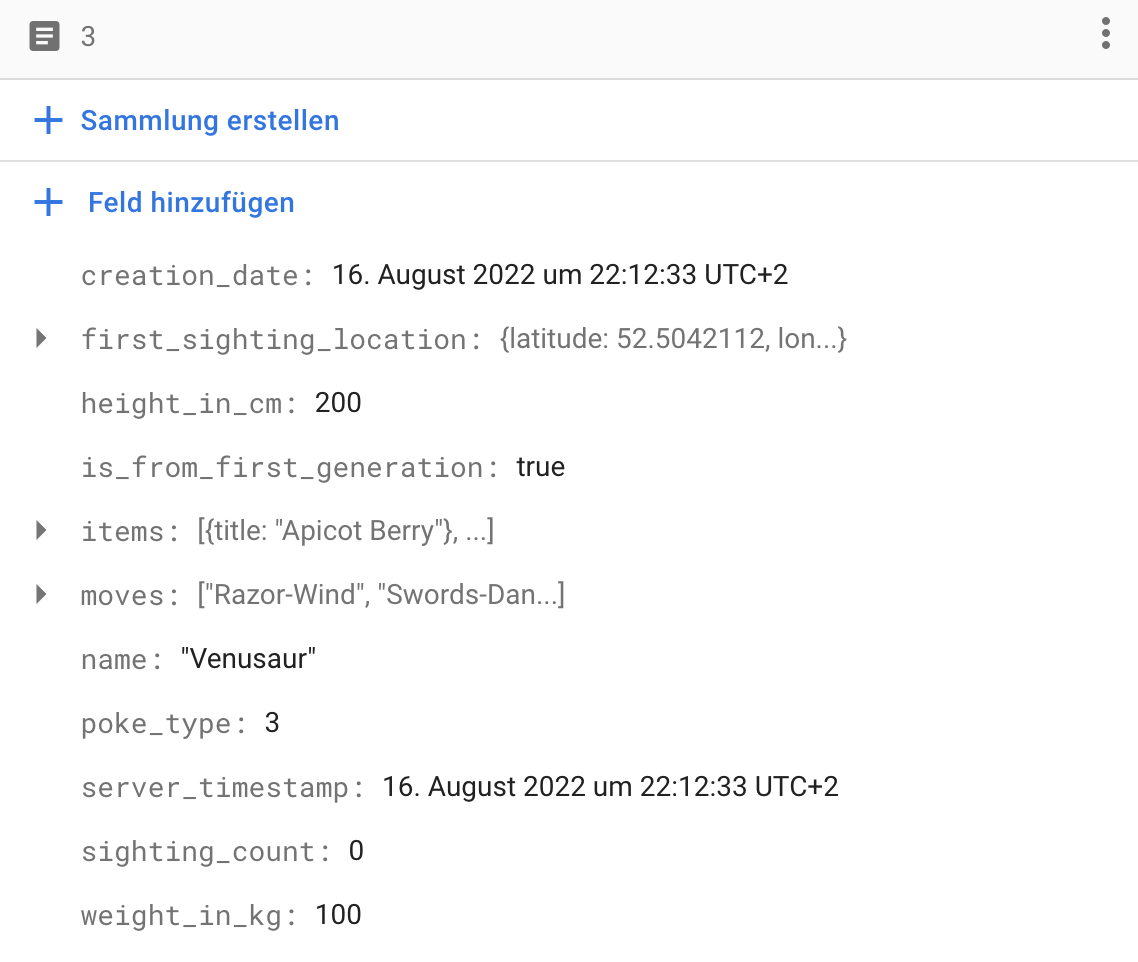 3
Sammlung erstellen
Feld hinzufügen
creation_date: 16. August 2022 um 22:12:33 UTC+2
first_sighting_location: {latitude: 52.5042112, lon...}
height_in_cm: 200
is_from_first_generation: true
items: [{title: "Apicot Berry"}, ...]
moves: ["Razor-Wind", "Swords-Dan...]
name: "Venusaur"
poke_type: 3
server_timestamp: 16. August 2022 um 22:12:33 UTC+2
sighting_count: 0
weight_in_kg: 100